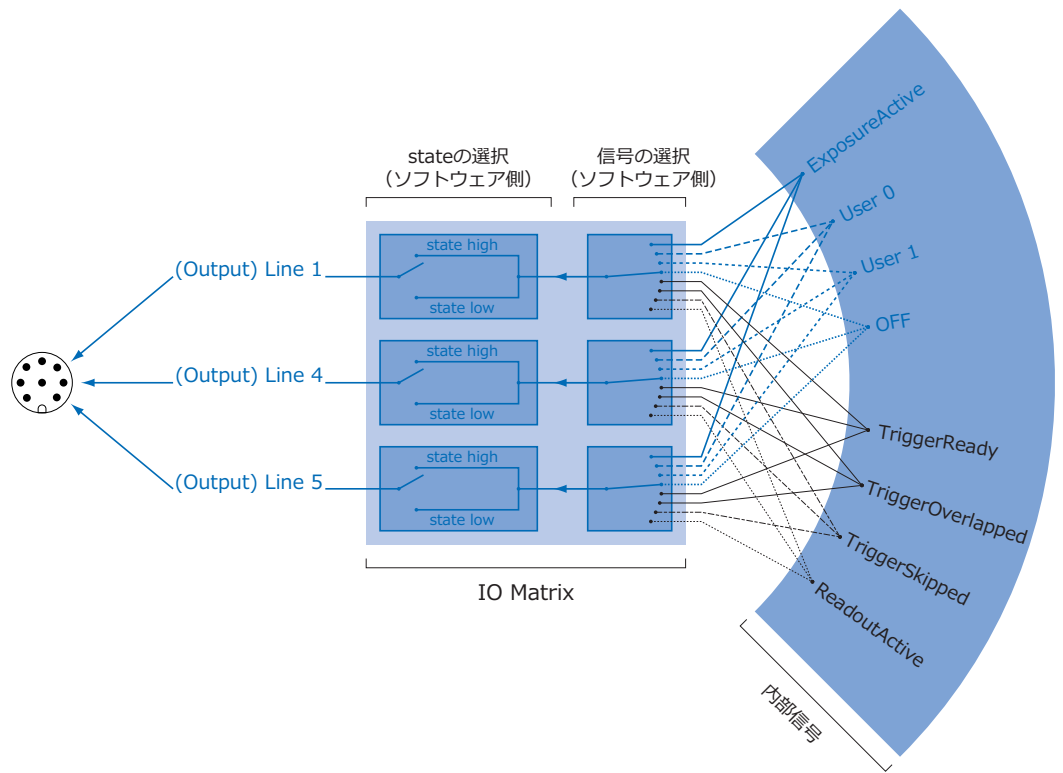 stateの選択
（ソフトウェア側）
信号の選択
（ソフトウェア側）
ExposureActive
User 0
User 1
OFF
TriggerReady
TriggerOverlapped
TriggerSkipped
ReadoutActive
内部信号
(Output) Line 1
state high
state low
(Output) Line 4
state high
state low
(Output) Line 5
state high
state low
IO Matrix